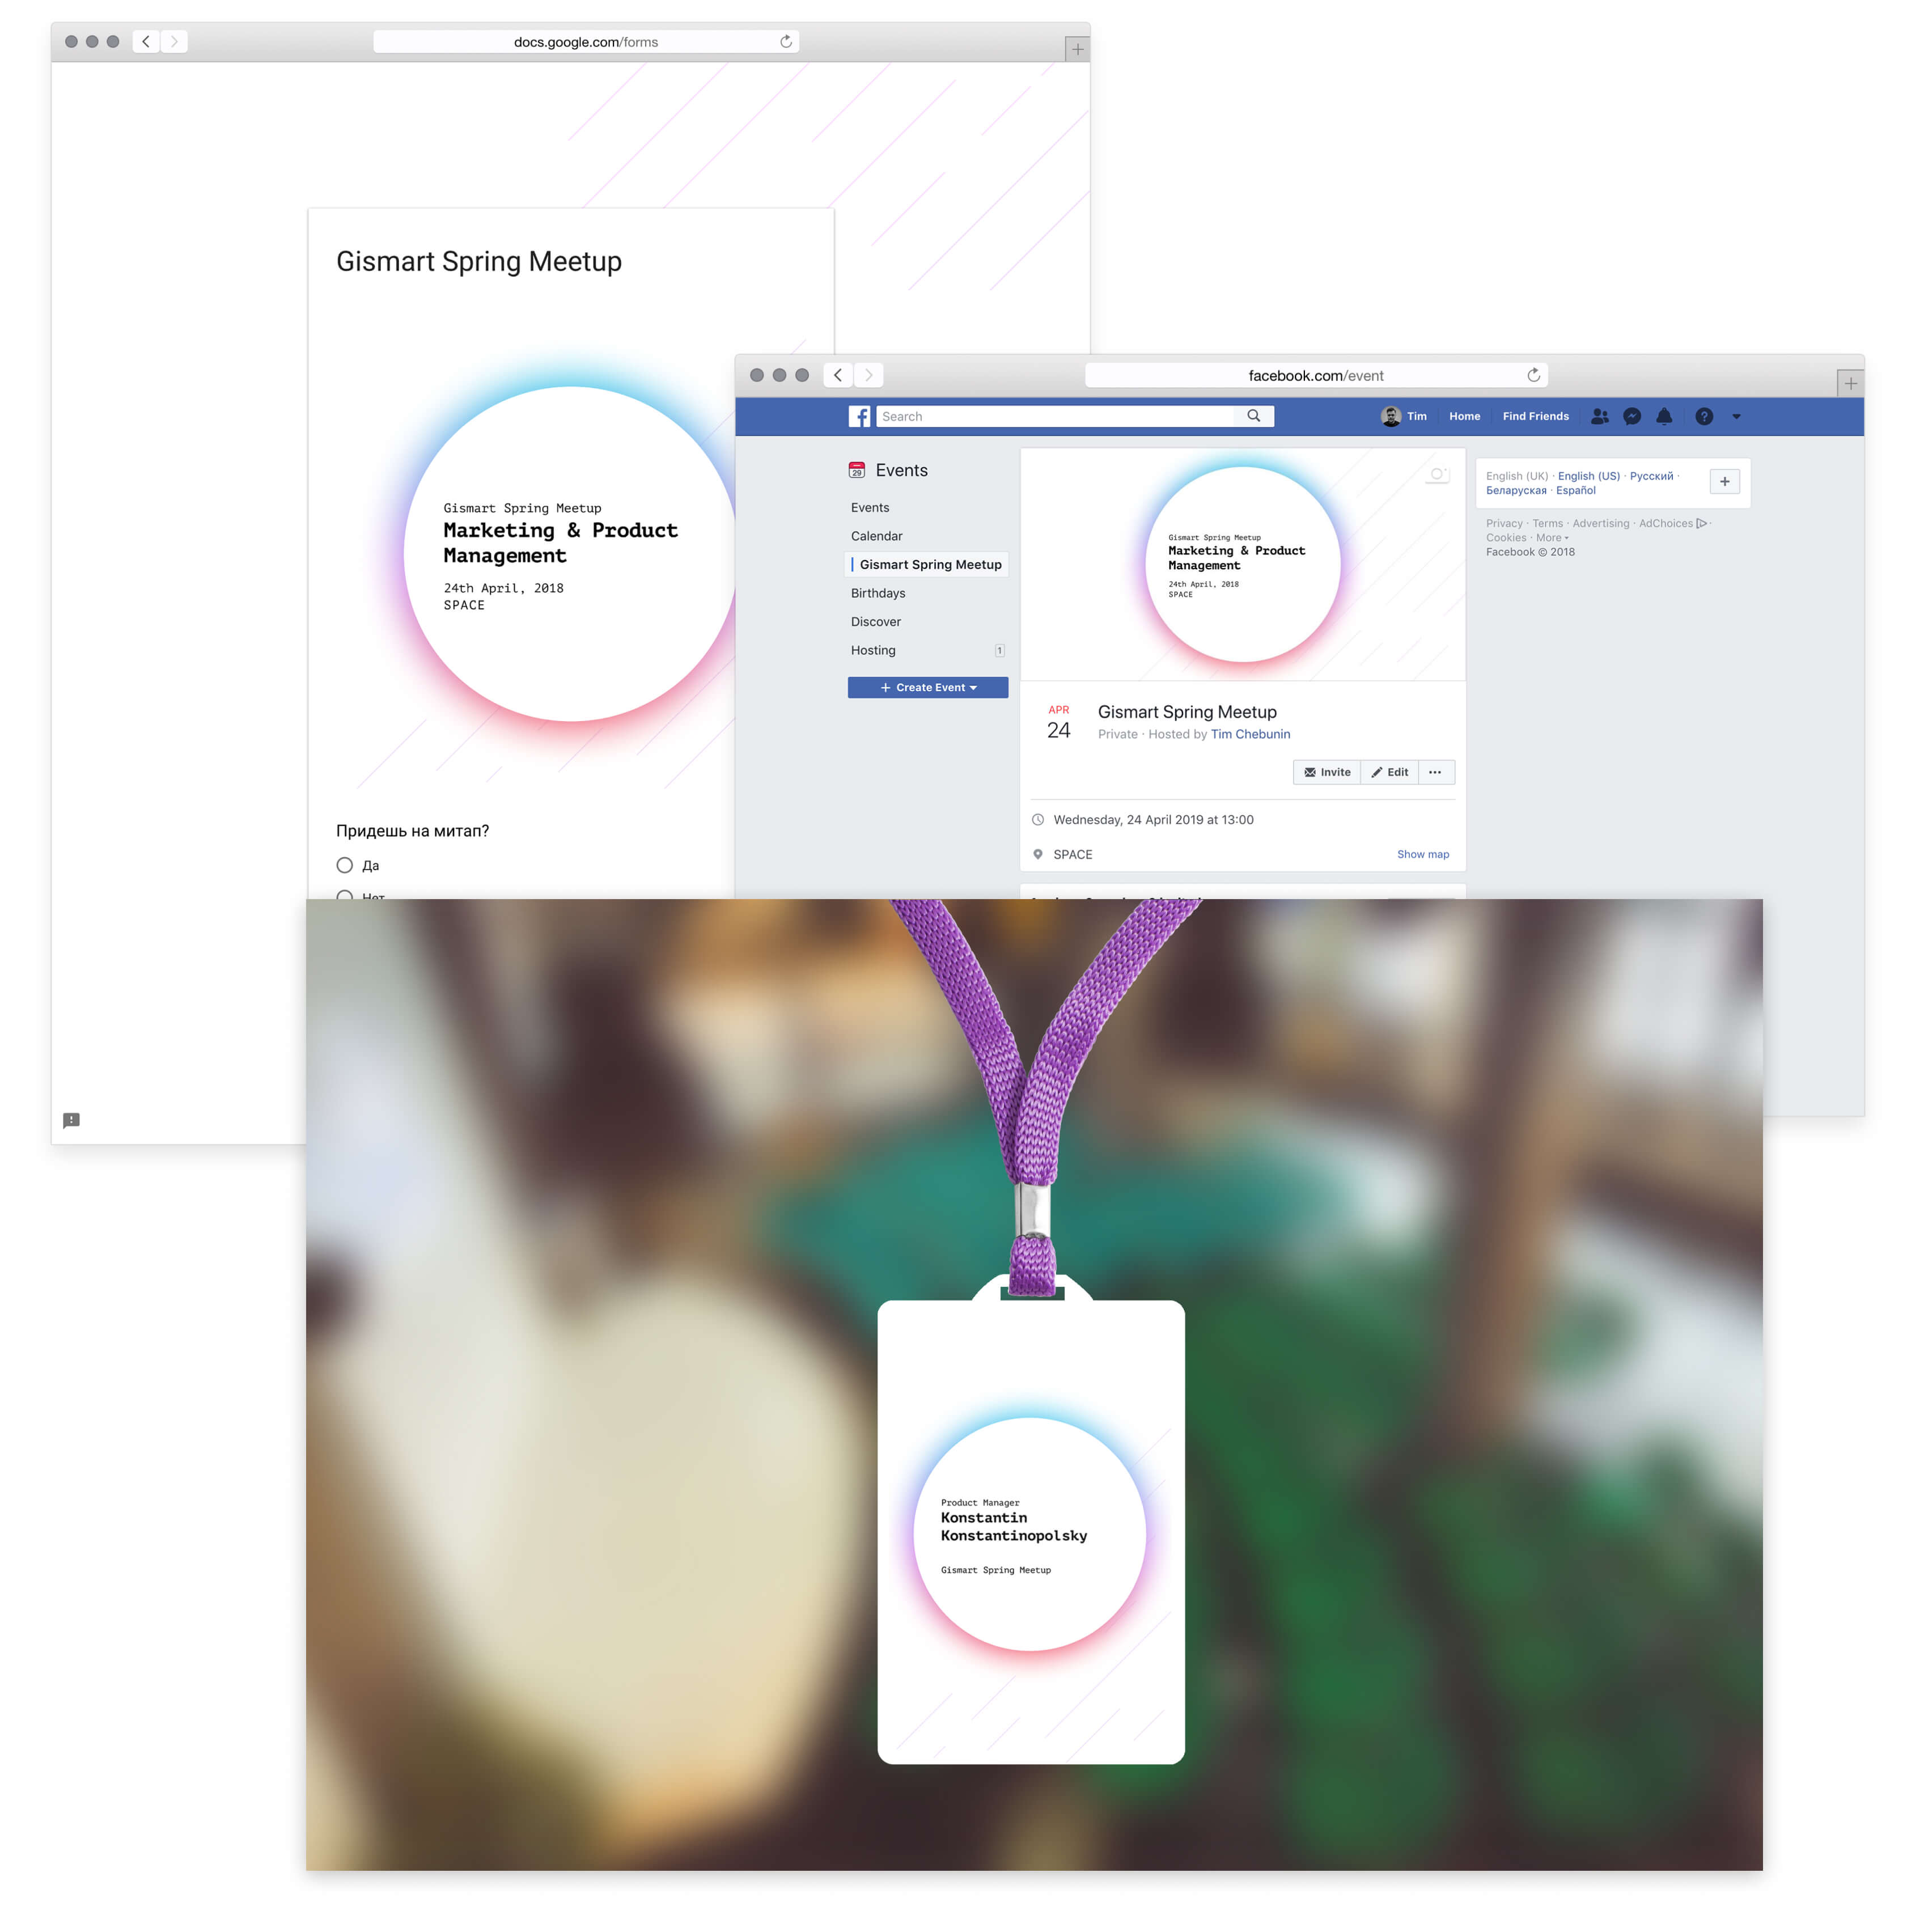 docs.google.com/forms
Gismart Spring Meetup
Gismart Spring Meetup
Marketing & Product
Management
24th April, 2018
SPACE
Придешь на митап?
Да
Нет
facebook.com/event
Search
Tim
Home
Find Friends
29
Events
Events
Calendar
Gismart Spring Meetup
Birthdays
Discover
Hosting
1
+ Create Event
Gismart Spring Meetup
Marketing & Product
Management
24th April, 2018
SPACE
APR
24
Gismart Spring Meetup
Private · Hosted by Tim Chebunin
Invite
Edit
Wednesday, 24 April 2019 at 13:00
SPACE
Show map
English (UK) · English (US) · Русский ·
Беларуская · Español
Privacy · Terms · Advertising · AdChoices ·
Cookies · More
Facebook © 2018
Product Manager
Konstantin
Konstantinopolsky
Gismart Spring Meetup